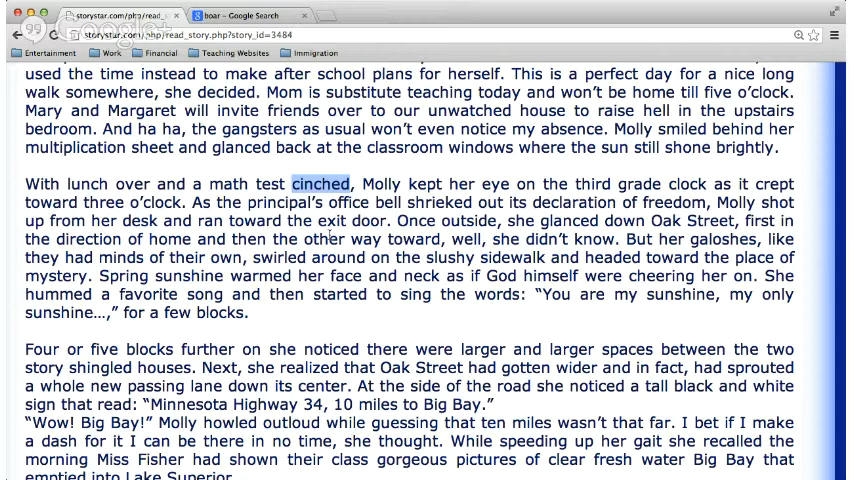 storystar.com/php/read_story
boar – Google Search
Google+
storystar.com/php/read_story.php?story_id=3484
Entertainment Work Financial Teaching Websites Immigration
used the time instead to make after school plans for herself. This is a perfect day for a nice long
walk somewhere, she decided. Mom is substitute teaching today and won’t be home till five o’clock.
Mary and Margaret will invite friends over to our unwatched house to raise hell in the upstairs
bedroom. And ha ha, the gangsters as usual won’t even notice my absence. Molly smiled behind her
multiplication sheet and glanced back at the classroom windows where the sun still shone brightly.
With lunch over and a math test cinched, Molly kept her eye on the third grade clock as it crept
toward three o’clock. As the principal’s office bell shrieked out its declaration of freedom, Molly shot
up from her desk and ran toward the exit door. Once outside, she glanced down Oak Street, first in
the direction of home and then the other way toward, well, she didn’t know. But her galoshes, like
they had minds of their own, swirled around on the slushy sidewalk and headed toward the place of
mystery. Spring sunshine warmed her face and neck as if God himself were cheering her on. She
hummed a favorite song and then started to sing the words: “You are my sunshine, my only
sunshine…,” for a few blocks.
Four or five blocks further on she noticed there were larger and larger spaces between the two
story shingled houses. Next, she realized that Oak Street had gotten wider and in fact, had sprouted
a whole new passing lane down its center. At the side of the road she noticed a tall black and white
sign that read: “Minnesota Highway 34, 10 miles to Big Bay.”
“Wow! Big Bay!” Molly howled outloud while guessing that ten miles wasn’t that far. I bet if I make
a dash for it I can be there in no time, she thought. While speeding up her gait she recalled the
morning Miss Fisher had shown their class gorgeous pictures of clear fresh water Big Bay that
emptied into Lake Superior.